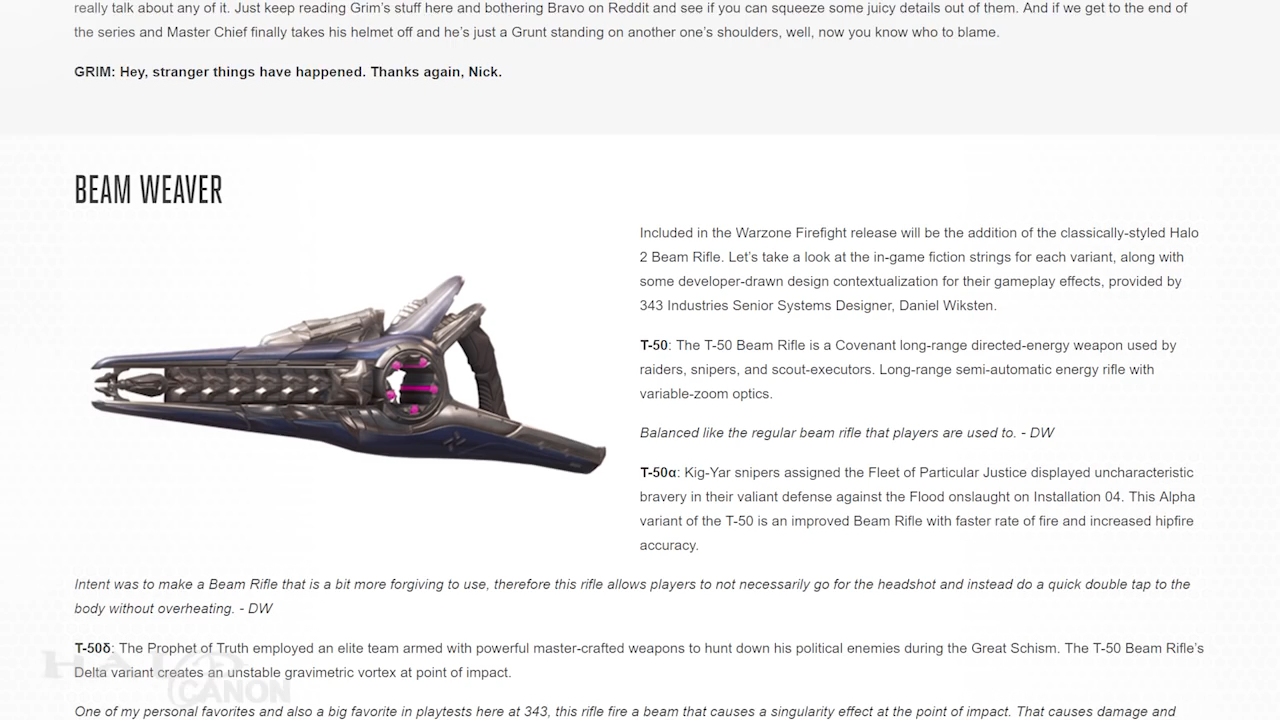 really talk about any of it. Just keep reading Grim's stuff here and bothering Bravo on Reddit and see if you can squeeze some juicy details out of them. And if we get to the end of
the series and Master Chief finally takes his helmet off and he's just a Grunt standing on another one's shoulders, well, now you know who to blame.
GRIM: Hey, stranger things have happened. Thanks again, Nick.
BEAM WEAVER
Included in the Warzone Firefight release will be the addition of the classically-styled Halo
2 Beam Rifle. Let's take a look at the in-game fiction strings for each variant, along with
some developer-drawn design contextualization for their gameplay effects, provided by
343 Industries Senior Systems Designer, Daniel Wiksten.
T-50: The T-50 Beam Rifle is a Covenant long-range directed-energy weapon used by
raiders, snipers, and scout-executors. Long-range semi-automatic energy rifle with
variable-zoom optics.
Balanced like the regular beam rifle that players are used to. - DW
T-50α: Kig-Yar snipers assigned the Fleet of Particular Justice displayed uncharacteristic
bravery in their valiant defense against the Flood onslaught on Installation 04. This Alpha
variant of the T-50 is an improved Beam Rifle with faster rate of fire and increased hipfire
accuracy.
Intent was to make a Beam Rifle that is a bit more forgiving to use, therefore this rifle allows players to not necessarily go for the headshot and instead do a quick double tap to the
body without overheating. - DW
T-50δ: The Prophet of Truth employed an elite team armed with powerful master-crafted weapons to hunt down his political enemies during the Great Schism. The T-50 Beam Rifle's
Delta variant creates an unstable gravimetric vortex at point of impact.
One of my personal favorites and also a big favorite in playtests here at 343, this rifle fire a beam that causes a singularity effect at the point of impact. That causes damage and
HALO
CANON